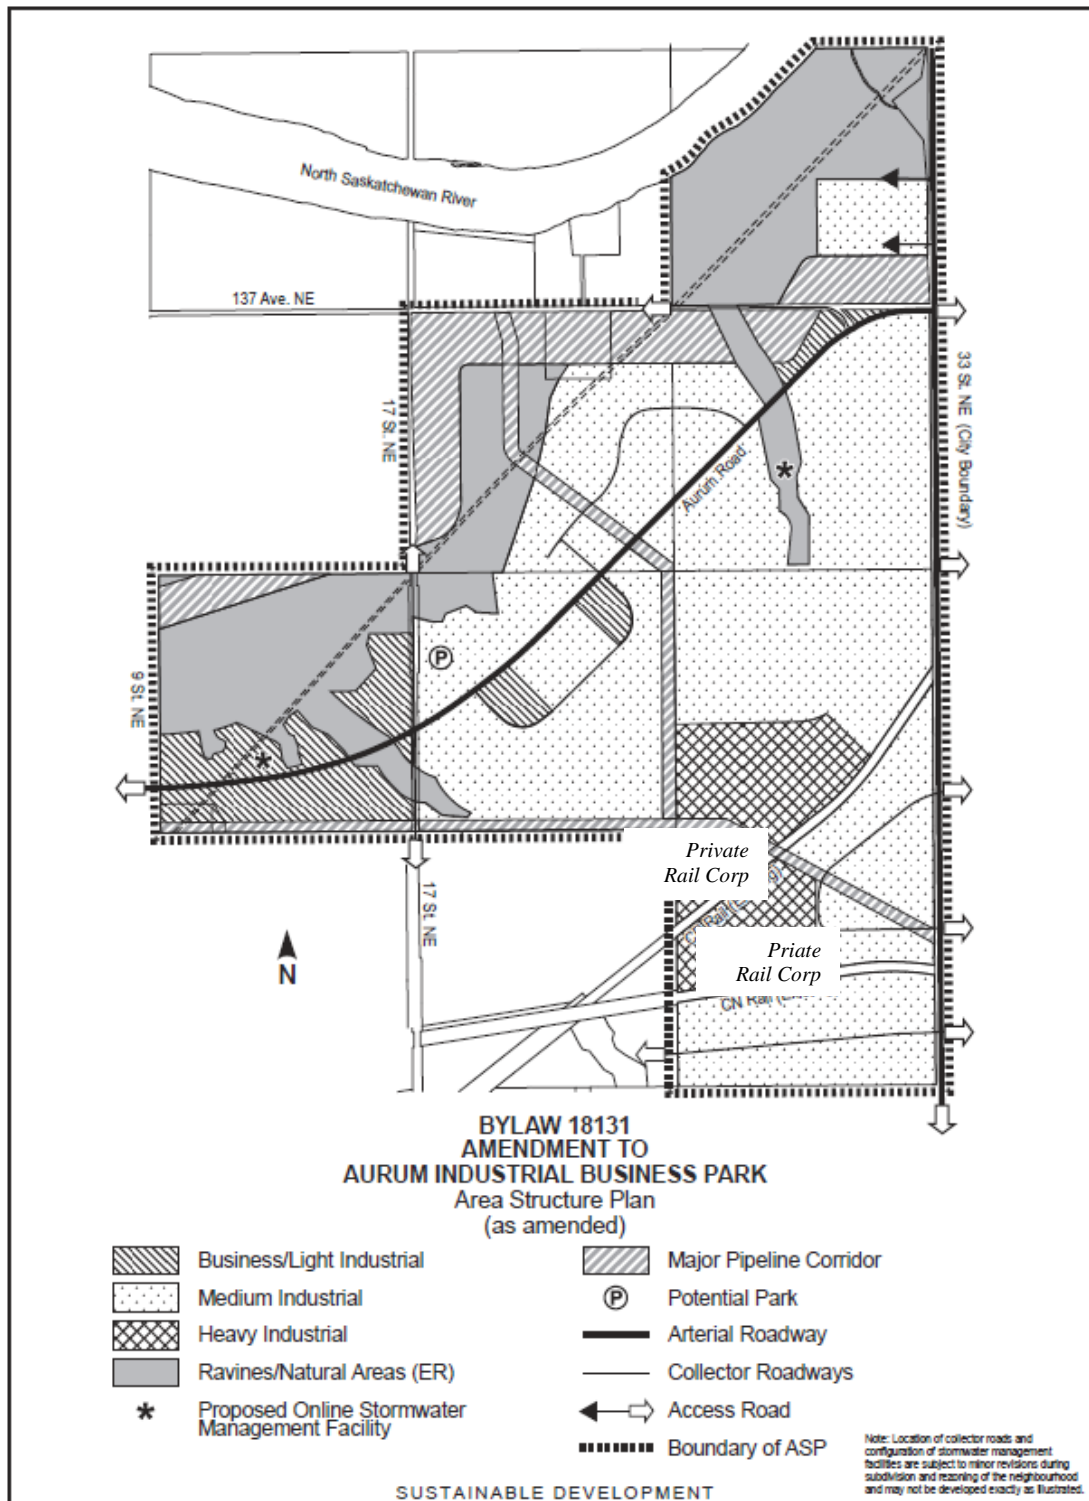 North Saskatchewan River
137 Ave. NE
17 St. NE
33 St. NE (City Boundary)
Aurum Road
P
9 St. NE
17 St. NE
Private
Rail Corp
CN Rail
Priate
Rail Corp
CN Rail
N
BYLAW 18131
AMENDMENT TO
AURUM INDUSTRIAL BUSINESS PARK
Area Structure Plan
(as amended)
Business/Light Industrial
Medium Industrial
Heavy Industrial
Ravines/Natural Areas (ER)
* Proposed Online Stormwater
Management Facility
Major Pipeline Corridor
P Potential Park
Arterial Roadway
Collector Roadways
Access Road
Boundary of ASP
Note: Location of collector roads and
configuration of stormwater management
facilities are subject to minor revisions during
subdivision and rezoning of the neighbourhood
and may not be developed exactly as illustrated.
SUSTAINABLE DEVELOPMENT